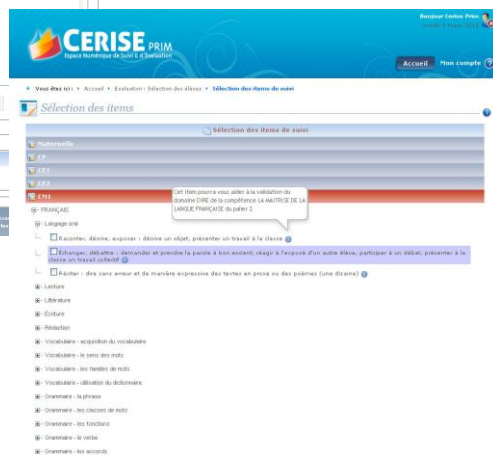 Bonjour Cerise Prim
CERISE PRIM
Espace Numérique de Suivi & d'Evaluation
Accueil Mon compte
Vous êtes ici : Accueil Evaluation : Sélection des élèves Sélection des items de suivi
Sélection des items
Sélection des items de suivi
Maternelle
CP
CE1
CE2
CM1
Cet item pourra vous aider à la validation du
domaine DIRE de la compétence LA MAITRISE DE LA
LANGUE FRANÇAISE du palier 2
FRANÇAIS
Langage oral
Raconter, décrire, exposer : décrire un objet, présenter un travail à la classe
Échanger, débattre : demander et prendre la parole à bon escient, réagir à l'exposé d'un autre élève, participer à un débat, présenter à la
classe un travail collectif
Réciter : dire sans erreur et de manière expressive des textes en prose ou des poèmes (une dizaine)
Lecture
Littérature
Écriture
Rédaction
Vocabulaire - acquisition du vocabulaire
Vocabulaire - le sens des mots
Vocabulaire - les familles de mots
Vocabulaire - utilisation du dictionnaire
Grammaire - la phrase
Grammaire - les classes de mots
Grammaire - les fonctions
Grammaire - le verbe
Grammaire - les accords